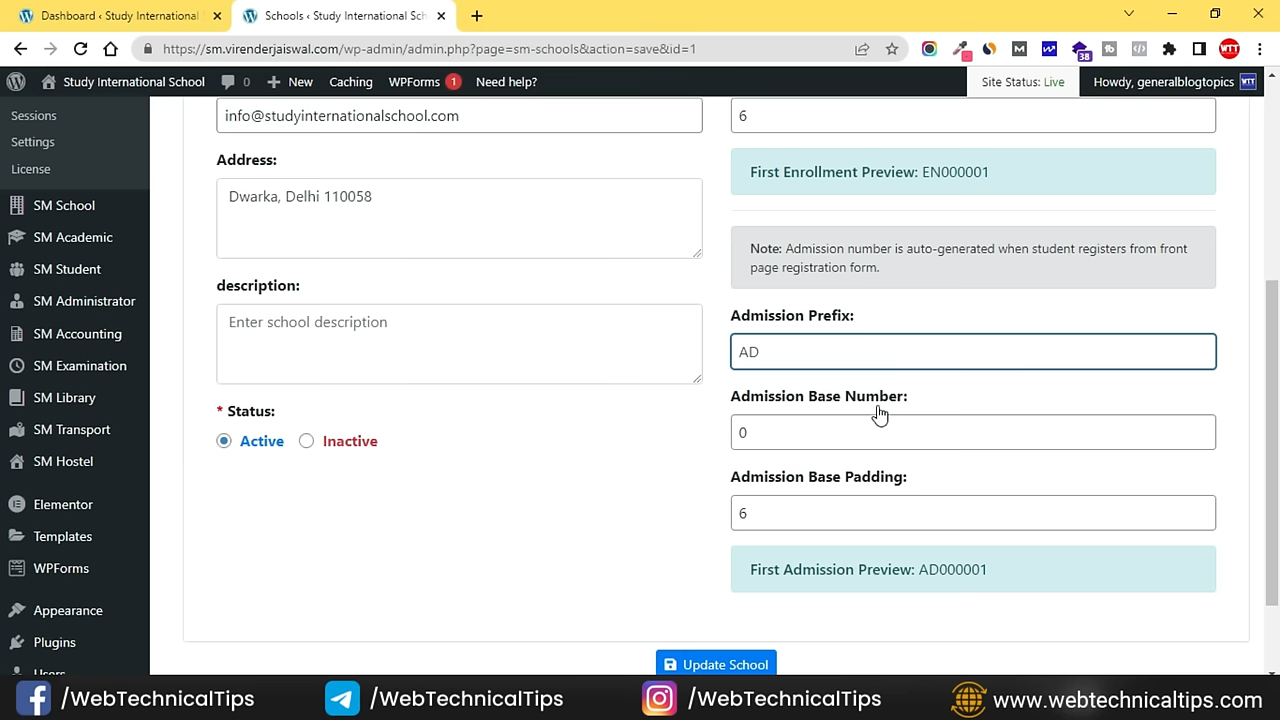 Dashboard ‹ Study International
Schools ‹ Study International Sch
https://sm.virenderjaiswal.com/wp-admin/admin.php?page=sm-schools&action=save&id=1
38
WTT
Study International School
0
New
Caching
WPForms 1
Need help?
Site Status: Live
Howdy, generalblogtopics
WTT
Sessions
Settings
License
SM School
SM Academic
SM Student
SM Administrator
SM Accounting
SM Examination
SM Library
SM Transport
SM Hostel
Elementor
Templates
WPForms
Appearance
Plugins
Users
info@studyinternationalschool.com
Address:
Dwarka, Delhi 110058
description:
Enter school description
* Status:
Active
Inactive
6
First Enrollment Preview: EN000001
Note: Admission number is auto-generated when student registers from front
page registration form.
Admission Prefix:
AD
Admission Base Number:
0
Admission Base Padding:
6
First Admission Preview: AD000001
Update School
/WebTechnicalTips
/WebTechnicalTips
/WebTechnicalTips
www.webtechnicaltips.com